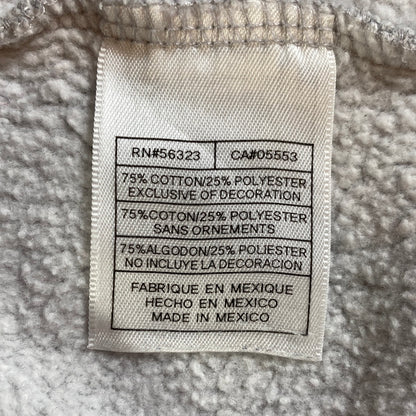 RN#56323 CA#05553
75% COTTON/25% POLYESTER
EXCLUSIVE OF DECORATION
75%COTON/25% POLYESTER
SANS ORNEMENTS
75%ALGODON/25% POLIESTER
NO INCLUYE LA DECORACION
FABRIQUE EN MEXIQUE
HECHO EN MEXICO
MADE IN MEXICO